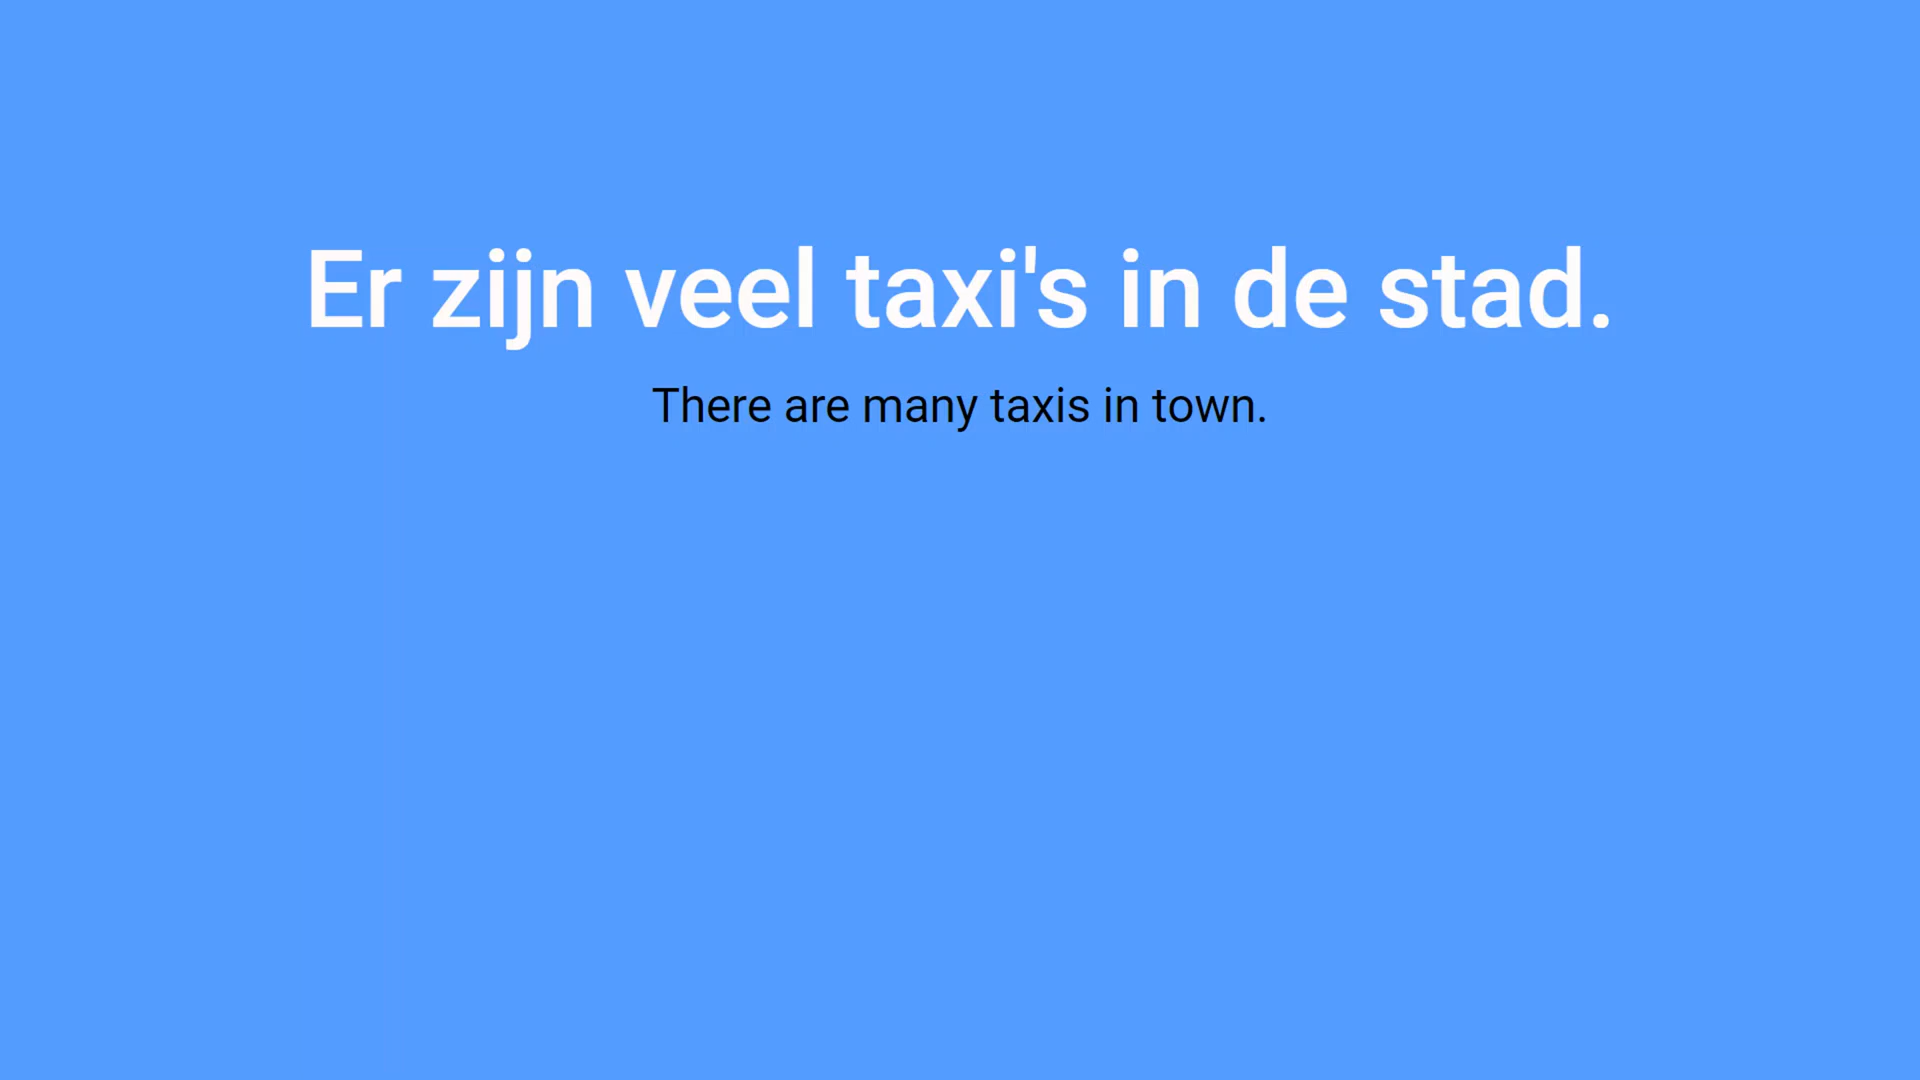 Er zijn veel taxi's in de stad.
There are many taxis in town.